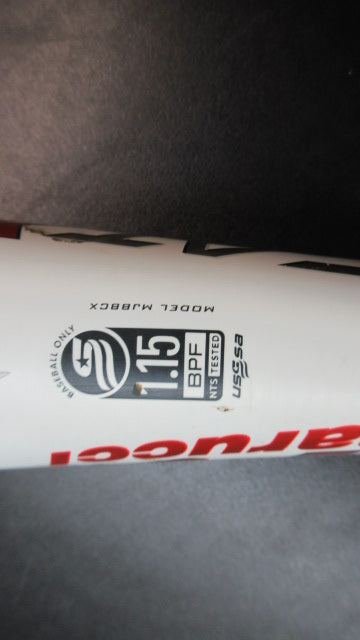 MODEL MJBBCX
BASEBALL ONLY
1.15
BPF
NTS TESTED
USSSA
arucci